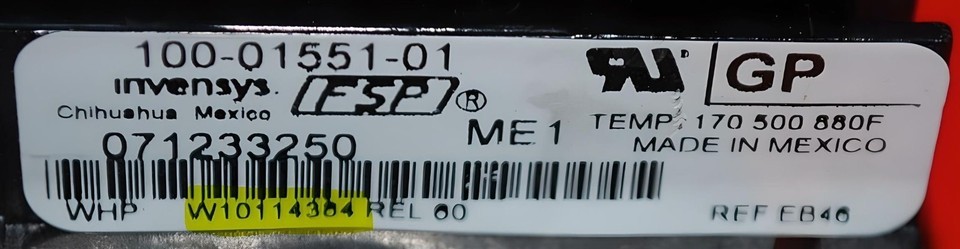 100-01551-01
invensys. FSP®
Chihuahua Mexico
071233250
ME1
GP
TEMP: 170 500 880F
MADE IN MEXICO
WHP W10114384 REL 60
REF EB46